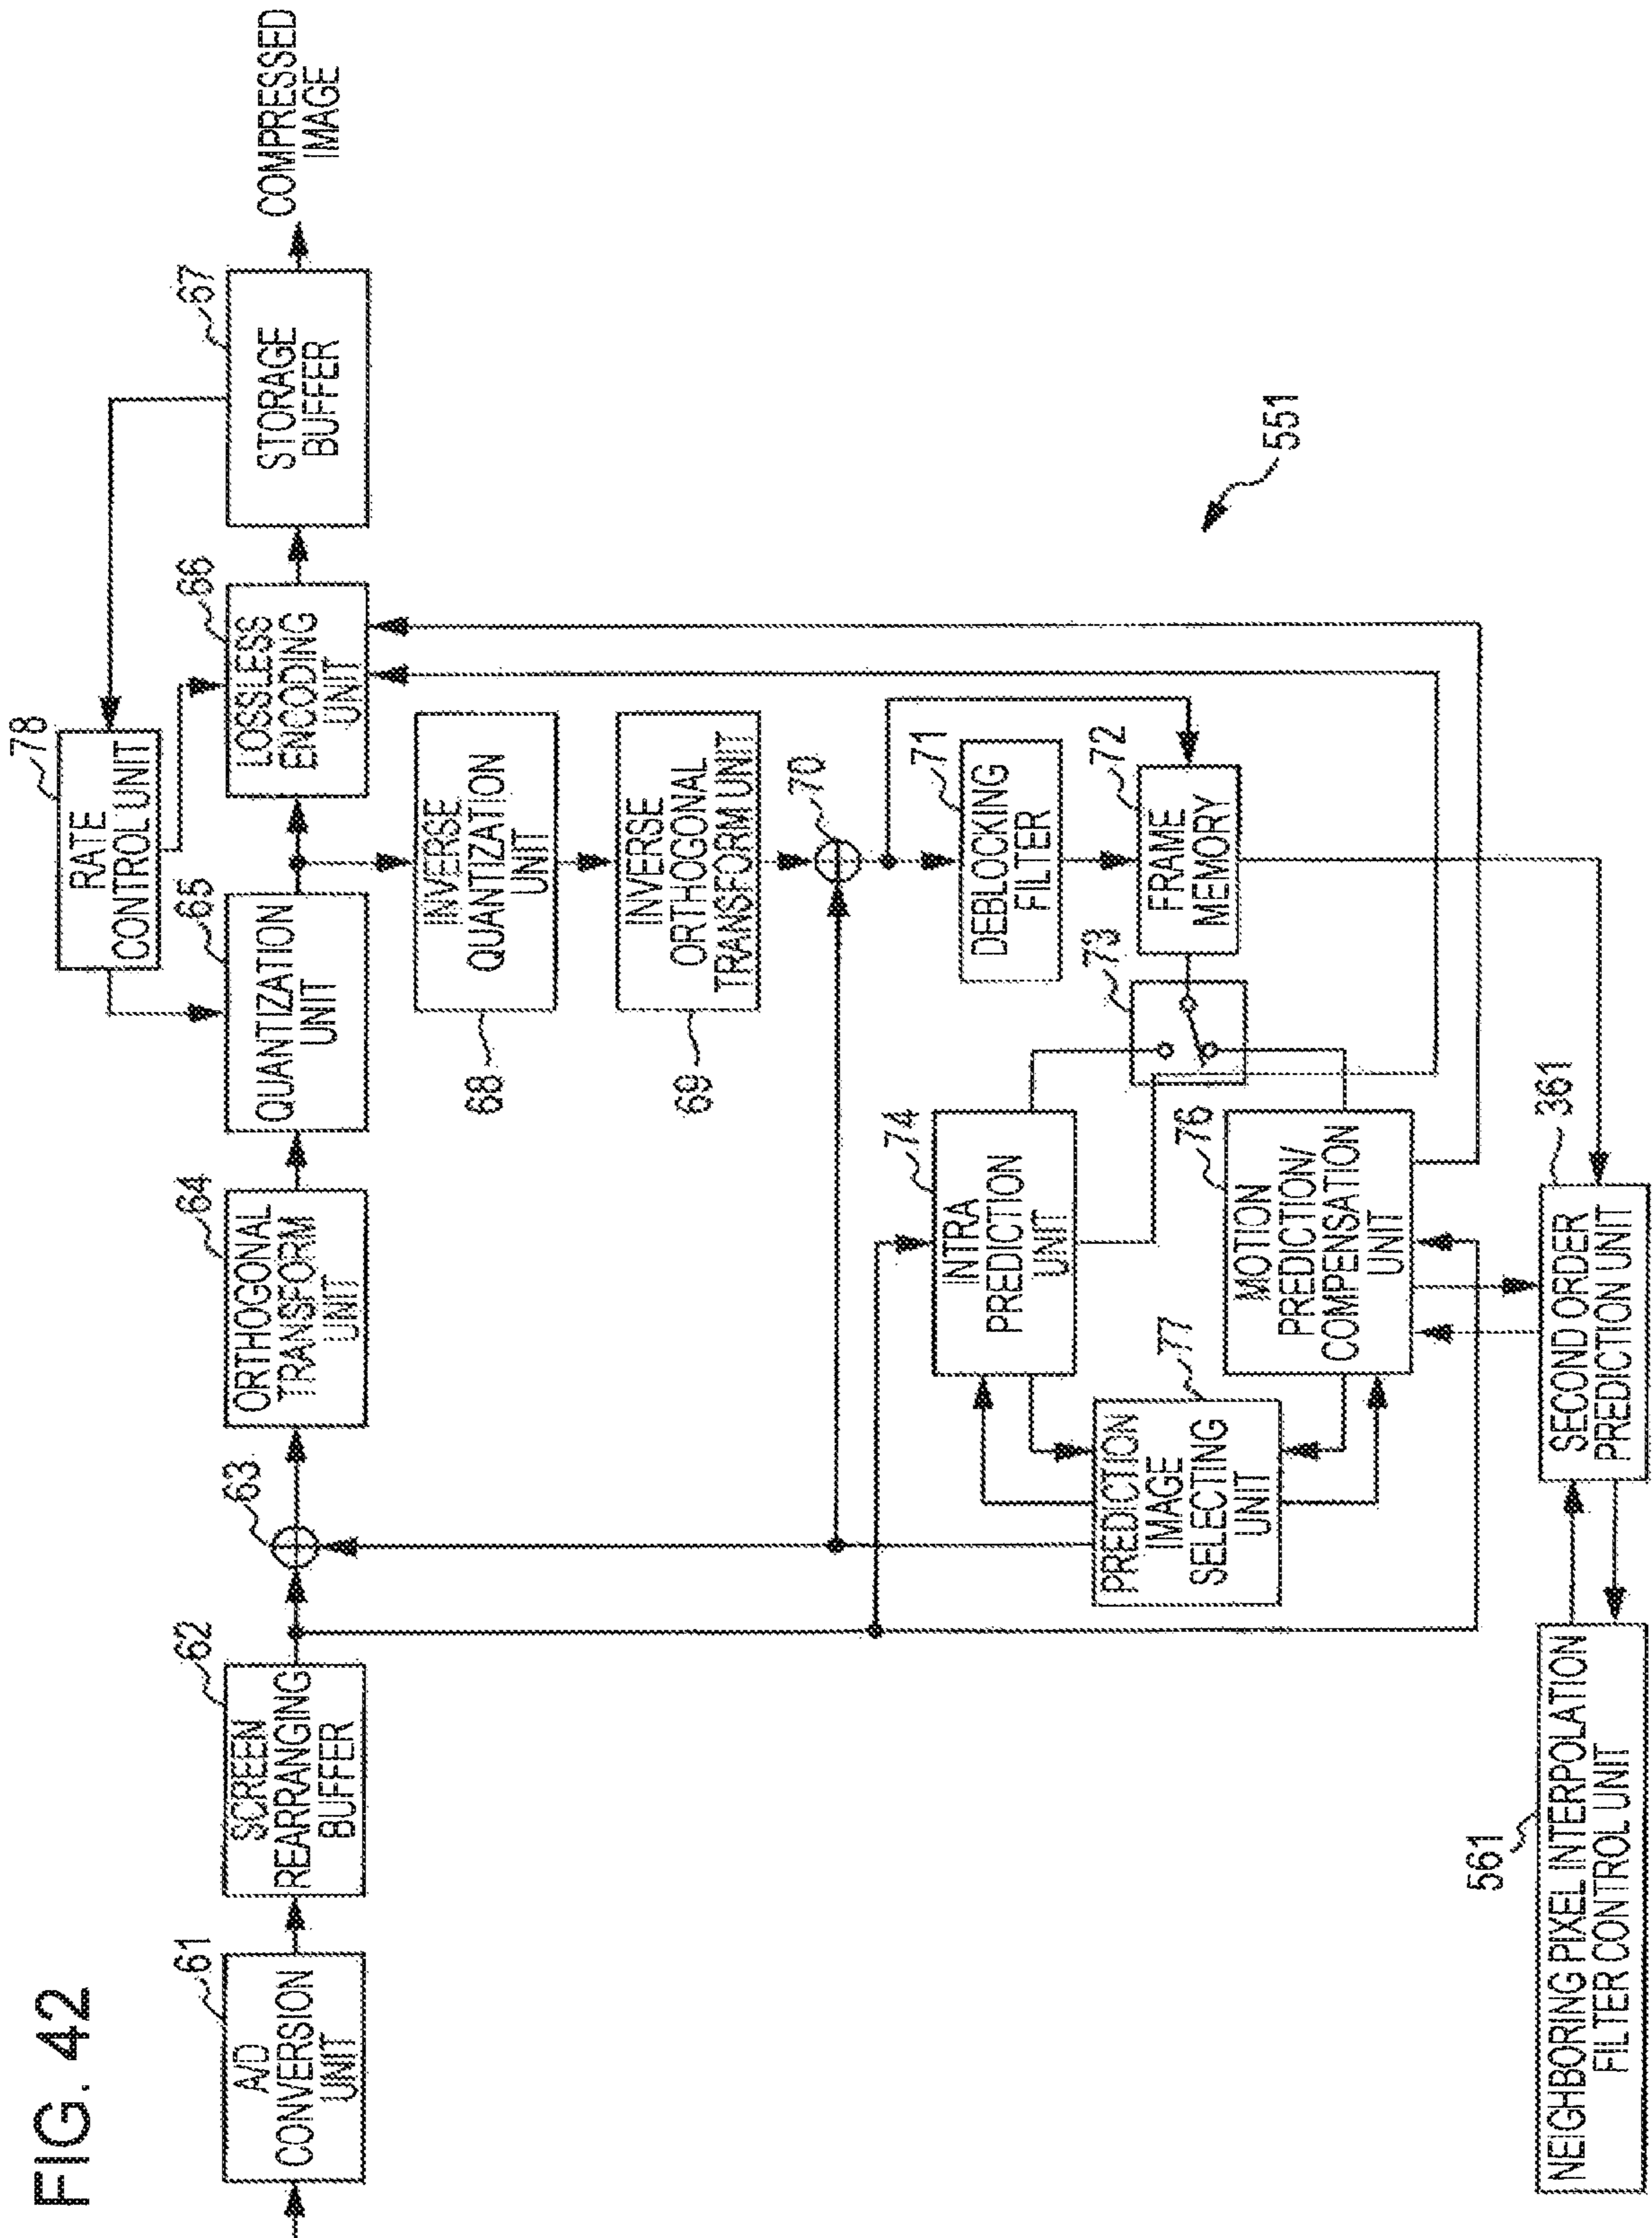 FIG. 42
COMPRESSED
IMAGE
78
RATE
CONTROL UNIT
61
A/D
CONVERSION
UNIT
62
SCREEN
REARRANGING
BUFFER
63
64
ORTHOGONAL
TRANSFORM
UNIT
65
QUANTIZATION
UNIT
66
LOSSLESS
ENCODING
UNIT
67
STORAGE
BUFFER
INVERSE
QUANTIZATION
UNIT
68
INVERSE
ORTHOGONAL
TRANSFORM UNIT
69
70
71
DEBLOCKING
FILTER
72
FRAME
MEMORY
73
74
INTRA
PREDICTION
UNIT
77
PREDICTION
IMAGE
SELECTING
UNIT
76
MOTION
PREDICTION/
COMPENSATION
UNIT
551
361
SECOND ORDER
PREDICTION UNIT
561
NEIGHBORING PIXEL INTERPOLATION
FILTER CONTROL UNIT